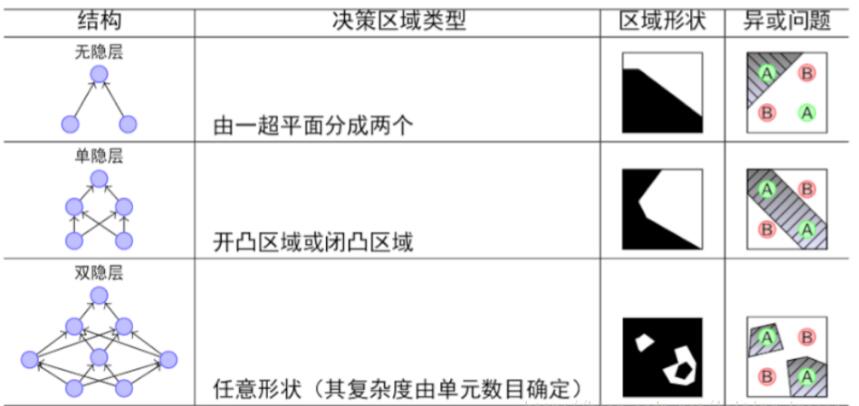 结构 决策区域类型 区域形状 异或问题
无隐层
A B
B A
由一超平面分成两个
单隐层
A B
B A
开凸区域或闭凸区域
双隐层
A B
B A
任意形状（其复杂度由单元数目确定）